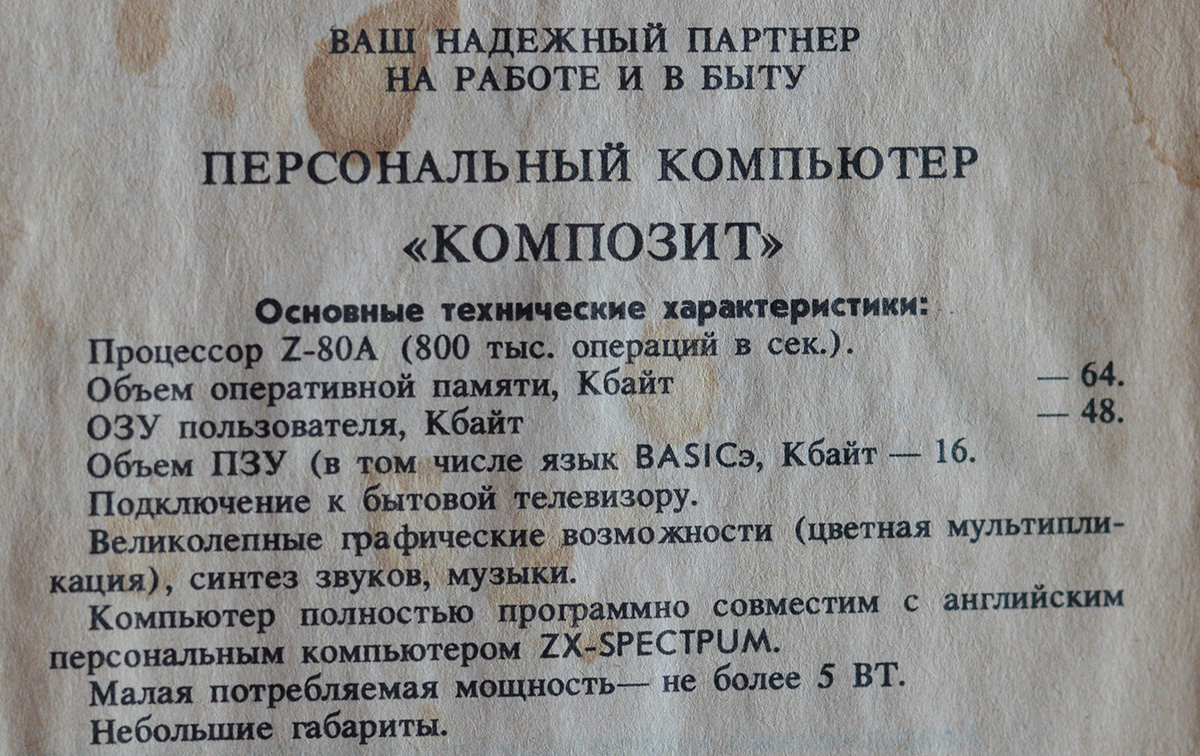 ВАШ НАДЕЖНЫЙ ПАРТНЕР
НА РАБОТЕ И В БЫТУ
ПЕРСОНАЛЬНЫЙ КОМПЬЮТЕР
«КОМПОЗИТ»
Основные технические характеристики:
Процессор Z-80A (800 тыс. операций в сек.).
Объем оперативной памяти, Кбайт — 64.
ОЗУ пользователя, Кбайт — 48.
Объем ПЗУ (в том числе язык BASICэ, Кбайт — 16.
Подключение к бытовой телевизору.
Великолепные графические возможности (цветная мультипли-
кация), синтез звуков, музыки.
Компьютер полностью программно совместим с английским
персональным компьютером ZX-SPECTРUM.
Малая потребляемая мощность— не более 5 ВТ.
Небольшие габариты.